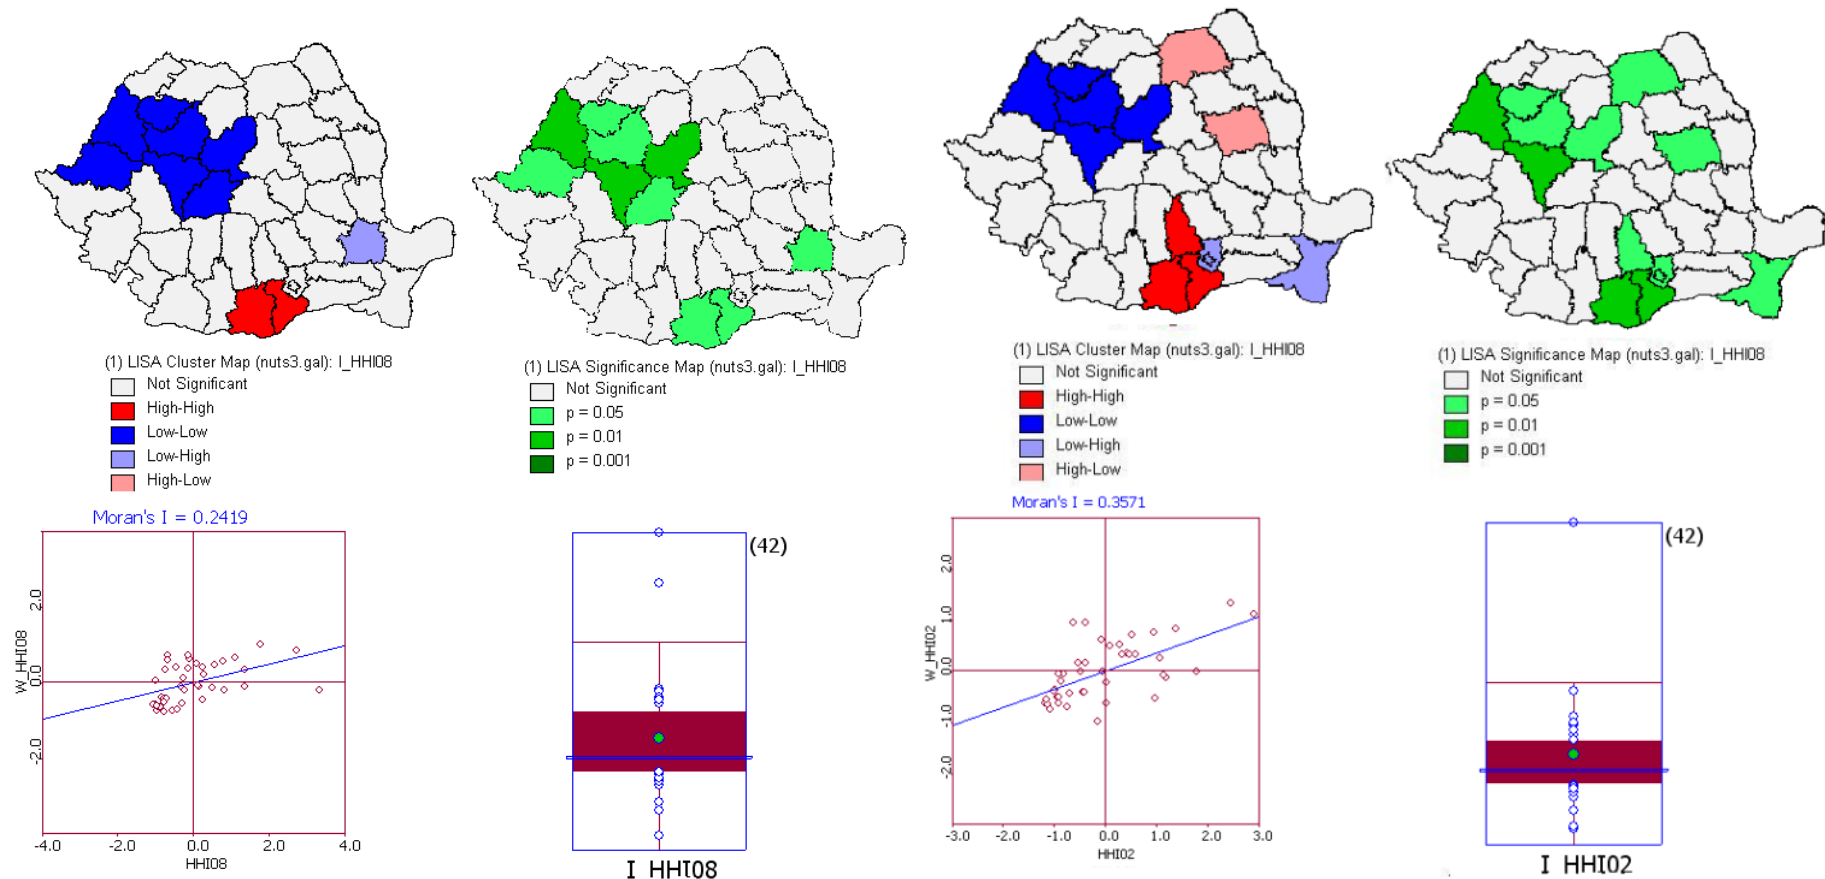 (1) LISA Cluster Map (nuts3.gal): I_HHI08
Not Significant
High-High
Low-Low
Low-High
High-Low
(1) LISA Significance Map (nuts3.gal): I_HHI08
Not Significant
p = 0.05
p = 0.01
p = 0.001
(1) LISA Cluster Map (nuts3.gal): I_HHI08
Not Significant
High-High
Low-Low
Low-High
High-Low
(1) LISA Significance Map (nuts3.gal): I_HHI08
Not Significant
p = 0.05
p = 0.01
p = 0.001
Moran's I = 0.2419
W_HHI08
2.0
0.0
-2.0
-4.0 -2.0 0.0 2.0 4.0
HHI08
(42)
I HHI08
Moran's I = 0.3571
W_HHI02
2.0
1.0
0.0
-1.0
-2.0
-3.0 -2.0 -1.0 0.0 1.0 2.0 3.0
HHI02
(42)
I HHI02